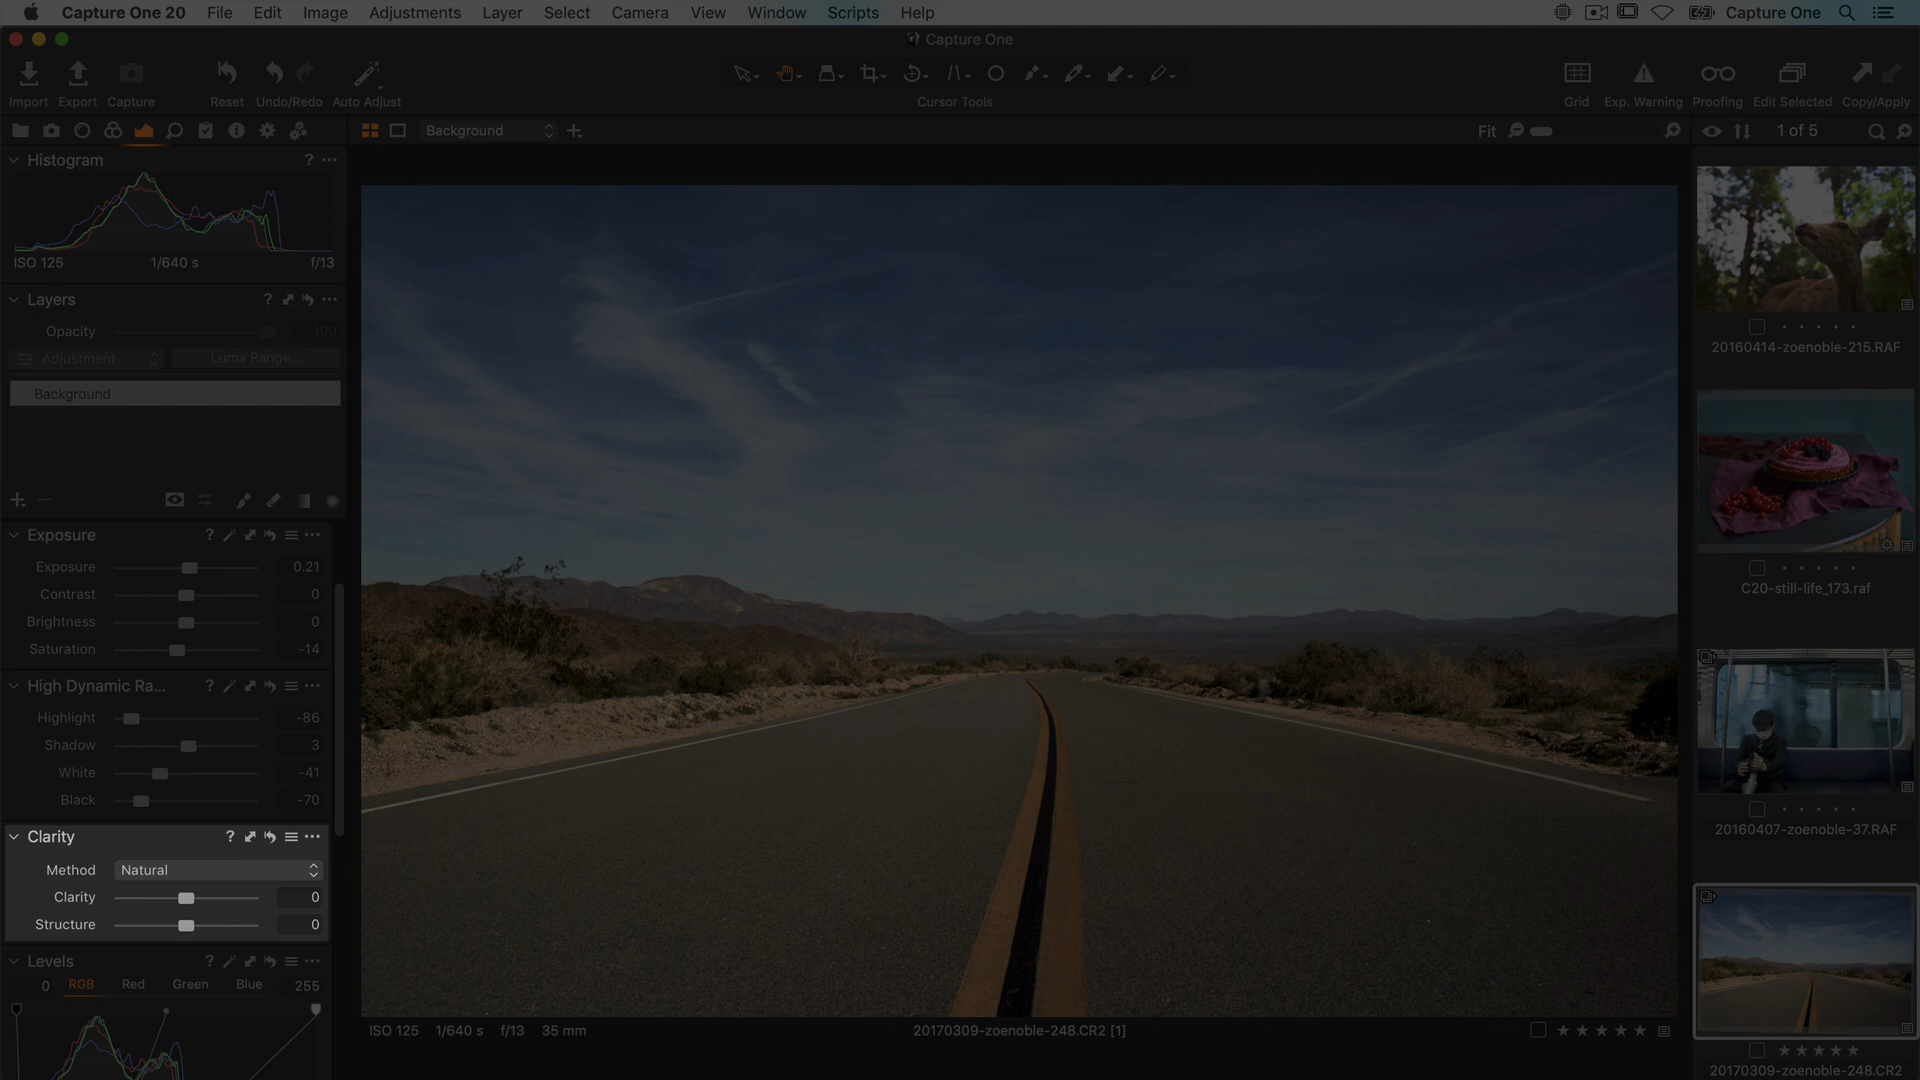 Capture One 20 File Edit Image Adjustments Layer Select Camera View Window Scripts Help Capture One
Capture One
Import Export Capture Reset Undo/Redo Auto Adjust Cursor Tools Grid Exp. Warning Proofing Edit Selected Copy/Apply
Background Fit 1 of 5
Histogram ?
ISO 125 1/640 s f/13
Layers ?
Opacity 100
Adjustment Luma Range...
Background
Exposure ?
Exposure 0.21
Contrast 0
Brightness 0
Saturation -14
High Dynamic Ra... ?
Highlight -86
Shadow 3
White -41
Black -70
Clarity ?
Method Natural
Clarity 0
Structure 0
Levels ?
0 RGB Red Green Blue 255
ISO 125 1/640 s f/13 35 mm 20170309-zoenoble-248.CR2 [1]
20160414-zoenoble-215.RAF
C20-still-life_173.raf
20160407-zoenoble-37.RAF
20170309-zoenoble-248.CR2